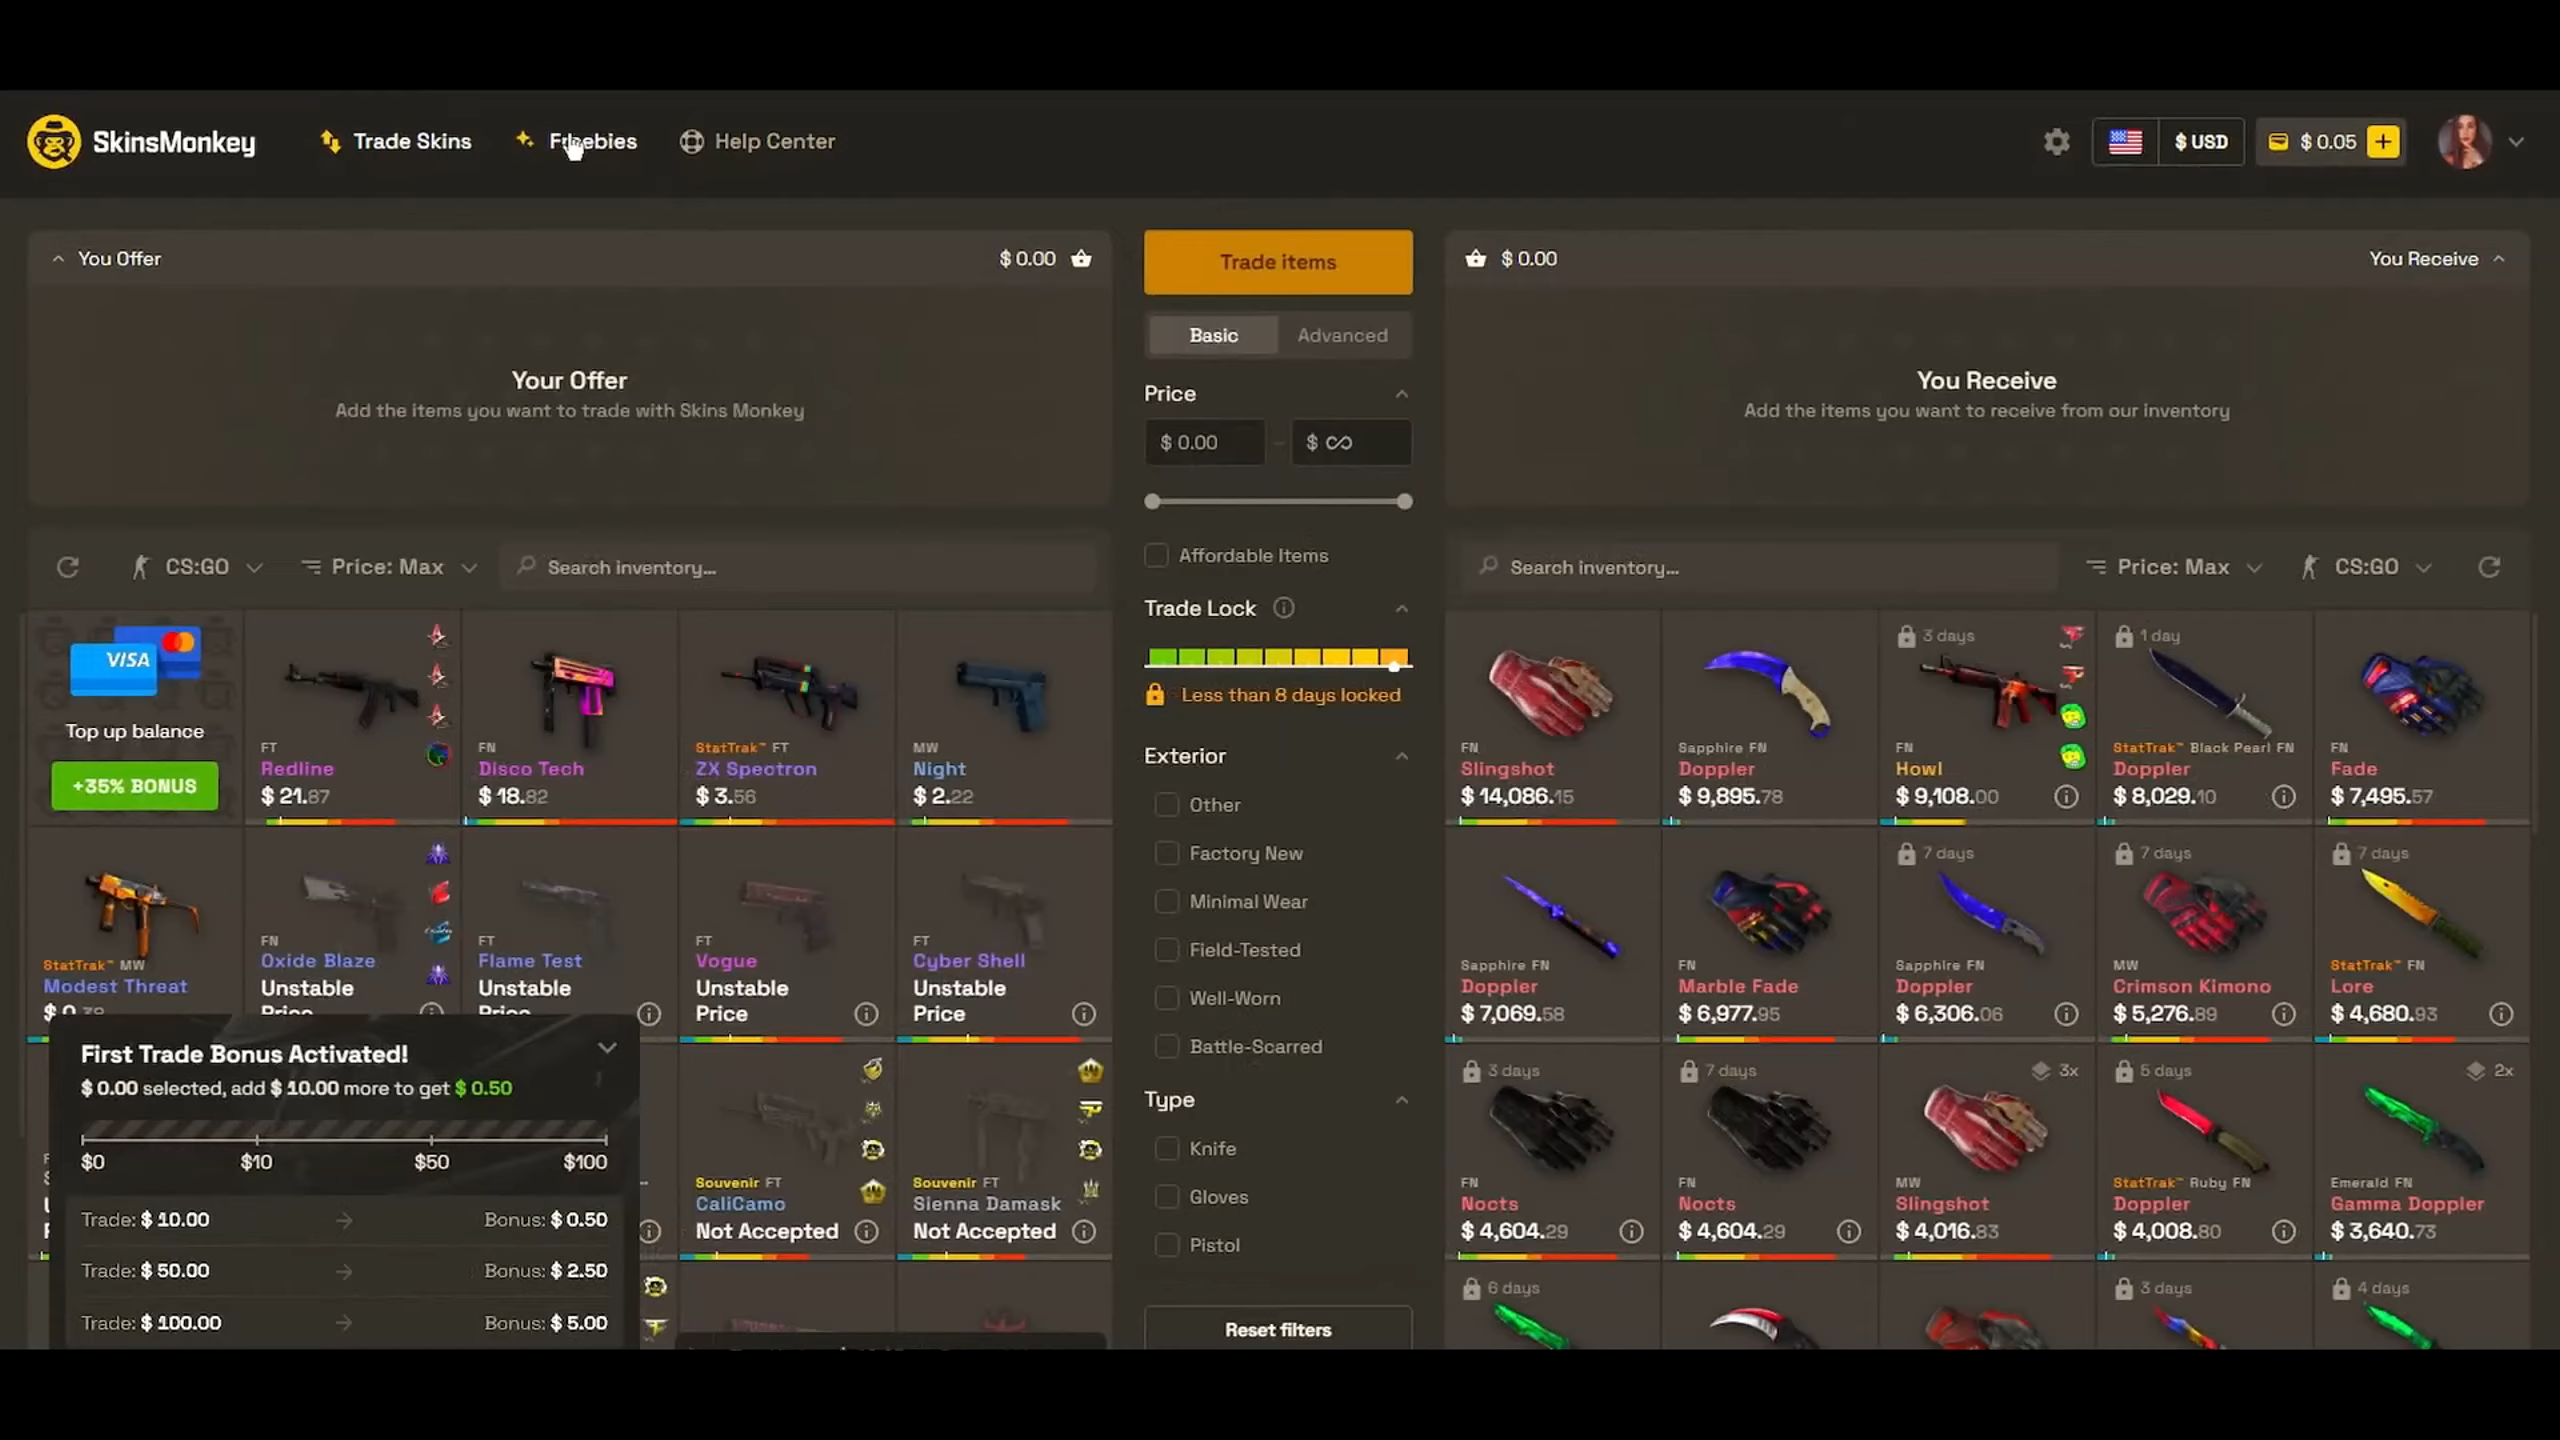 SkinsMonkey
Trade Skins
Freebies
Help Center
$ USD
$ 0.05
You Offer
$ 0.00
Your Offer
Add the items you want to trade with Skins Monkey
Trade items
Basic
Advanced
Price
$ 0.00
-
$ ∞
Affordable Items
Trade Lock
Less than 8 days locked
Exterior
Other
Factory New
Minimal Wear
Field-Tested
Well-Worn
Battle-Scarred
Type
Knife
Gloves
Pistol
Reset filters
$ 0.00
You Receive
You Receive
Add the items you want to receive from our inventory
CS:GO
Price: Max
Search inventory...
VISA
Top up balance
+35% BONUS
FT
Redline
$ 21.87
FN
Disco Tech
$ 18.82
StatTrak™ FT
ZX Spectron
$ 3.56
MW
Night
$ 2.22
StatTrak™ MW
Modest Threat
FN
Oxide Blaze
Unstable
Price
FT
Flame Test
Unstable
Price
FT
Vogue
Unstable
Price
FT
Cyber Shell
Unstable
Price
Souvenir FT
CaliCamo
Not Accepted
Souvenir FT
Sienna Damask
Not Accepted
First Trade Bonus Activated!
$ 0.00 selected, add $ 10.00 more to get $ 0.50
$0
$10
$50
$100
Trade: $ 10.00
Bonus: $ 0.50
Trade: $ 50.00
Bonus: $ 2.50
Trade: $ 100.00
Bonus: $ 5.00
Search inventory...
Price: Max
CS:GO
FN
Slingshot
$ 14,086.15
Sapphire FN
Doppler
$ 9,895.78
3 days
FN
Howl
$ 9,108.00
1 day
StatTrak™ Black Pearl FN
Doppler
$ 8,029.10
FN
Fade
$ 7,495.57
Sapphire FN
Doppler
$ 7,069.58
FN
Marble Fade
$ 6,977.95
7 days
Sapphire FN
Doppler
$ 6,306.06
7 days
MW
Crimson Kimono
$ 5,276.89
7 days
StatTrak™ FN
Lore
$ 4,680.93
3 days
FN
Nocts
$ 4,604.29
7 days
FN
Nocts
$ 4,604.29
3x
MW
Slingshot
$ 4,016.83
5 days
StatTrak™ Ruby FN
Doppler
$ 4,008.80
2x
Emerald FN
Gamma Doppler
$ 3,640.73
6 days
3 days
4 days